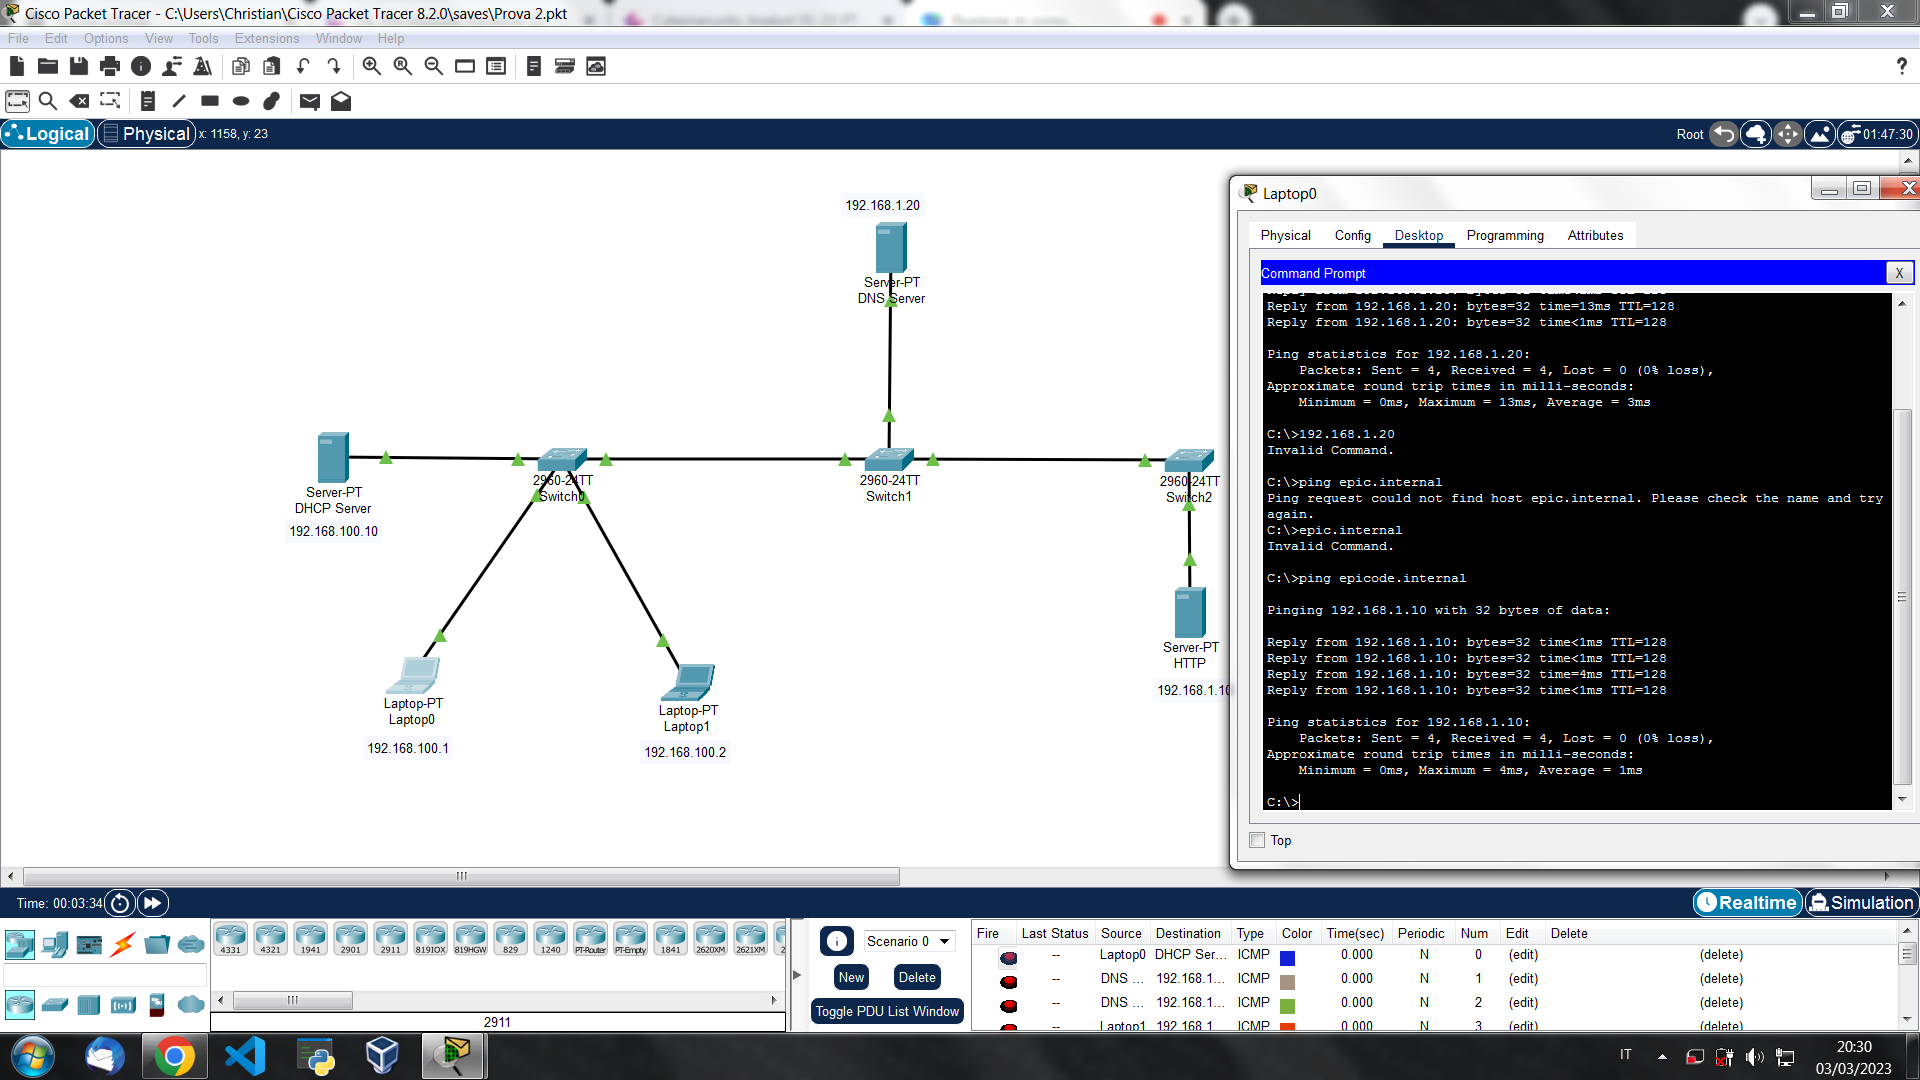 Cisco Packet Tracer - C:\Users\Christian\Cisco Packet Tracer 8.2.0\saves\Prova 2.pkt
File Edit Options View Tools Extensions Window Help
?
Logical Physical x: 1158, y: 23
Root 01:47:30
192.168.1.20
Server-PT
DNS Server
Server-PT
DHCP Server
192.168.100.10
2960-24TT
Switch0
2960-24TT
Switch1
2960-24TT
Switch2
Server-PT
HTTP
192.168.1.10
Laptop-PT
Laptop0
192.168.100.1
Laptop-PT
Laptop1
192.168.100.2
Laptop0
Physical Config Desktop Programming Attributes
Command Prompt X
Reply from 192.168.1.20: bytes=32 time=13ms TTL=128
Reply from 192.168.1.20: bytes=32 time<1ms TTL=128
Ping statistics for 192.168.1.20:
Packets: Sent = 4, Received = 4, Lost = 0 (0% loss),
Approximate round trip times in milli-seconds:
Minimum = 0ms, Maximum = 13ms, Average = 3ms
C:\>192.168.1.20
Invalid Command.
C:\>ping epic.internal
Ping request could not find host epic.internal. Please check the name and try
again.
C:\>epic.internal
Invalid Command.
C:\>ping epicode.internal
Pinging 192.168.1.10 with 32 bytes of data:
Reply from 192.168.1.10: bytes=32 time<1ms TTL=128
Reply from 192.168.1.10: bytes=32 time<1ms TTL=128
Reply from 192.168.1.10: bytes=32 time=4ms TTL=128
Reply from 192.168.1.10: bytes=32 time<1ms TTL=128
Ping statistics for 192.168.1.10:
Packets: Sent = 4, Received = 4, Lost = 0 (0% loss),
Approximate round trip times in milli-seconds:
Minimum = 0ms, Maximum = 4ms, Average = 1ms
C:\>
Top
Time: 00:03:34
Realtime Simulation
4331 4321 1941 2901 2911 819IOX 819HGW 829 1240 PT-Router PT-Empty 1841 2620XM 2621XM
2911
Scenario 0
New Delete
Toggle PDU List Window
Fire Last Status Source Destination Type Color Time(sec) Periodic Num Edit Delete
-- Laptop0 DHCP Ser... ICMP 0.000 N 0 (edit) (delete)
-- DNS ... 192.168.1... ICMP 0.000 N 1 (edit) (delete)
-- DNS ... 192.168.1... ICMP 0.000 N 2 (edit) (delete)
-- Laptop1 192.168.1 ICMP 0.000 N 3 (edit) (delete)
IT
20:30
03/03/2023